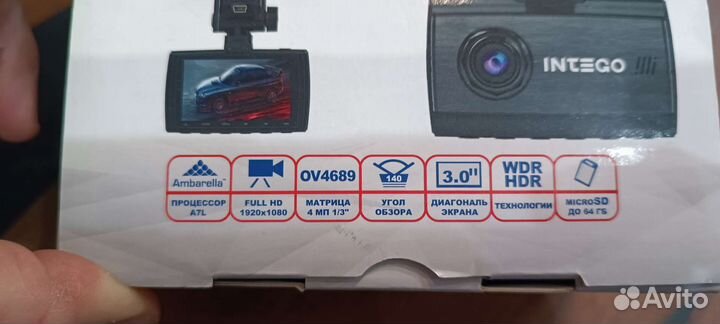 INTEGO
Ambarella
ПРОЦЕССОР
A7L
FULL HD
1920x1080
OV4689
МАТРИЦА
4 МП 1/3"
140
УГОЛ
ОБЗОРА
3.0"
ДИАГОНАЛЬ
ЭКРАНА
WDR
HDR
ТЕХНОЛОГИИ
MICROSD
ДО 64 ГБ
Avito